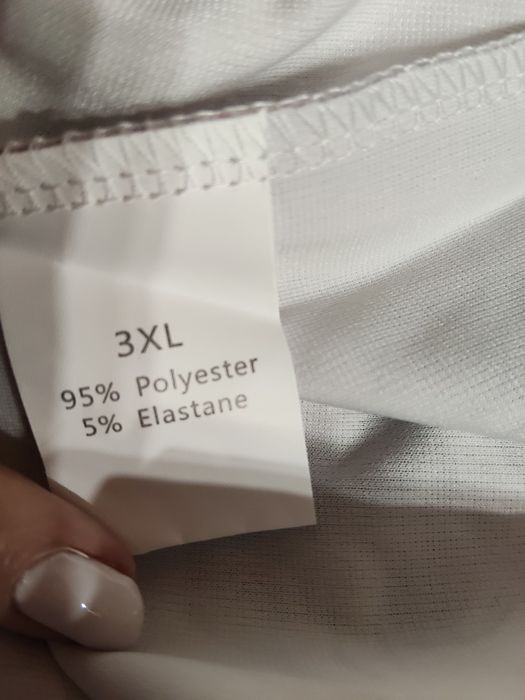 3XL
95% Polyester
5% Elastane